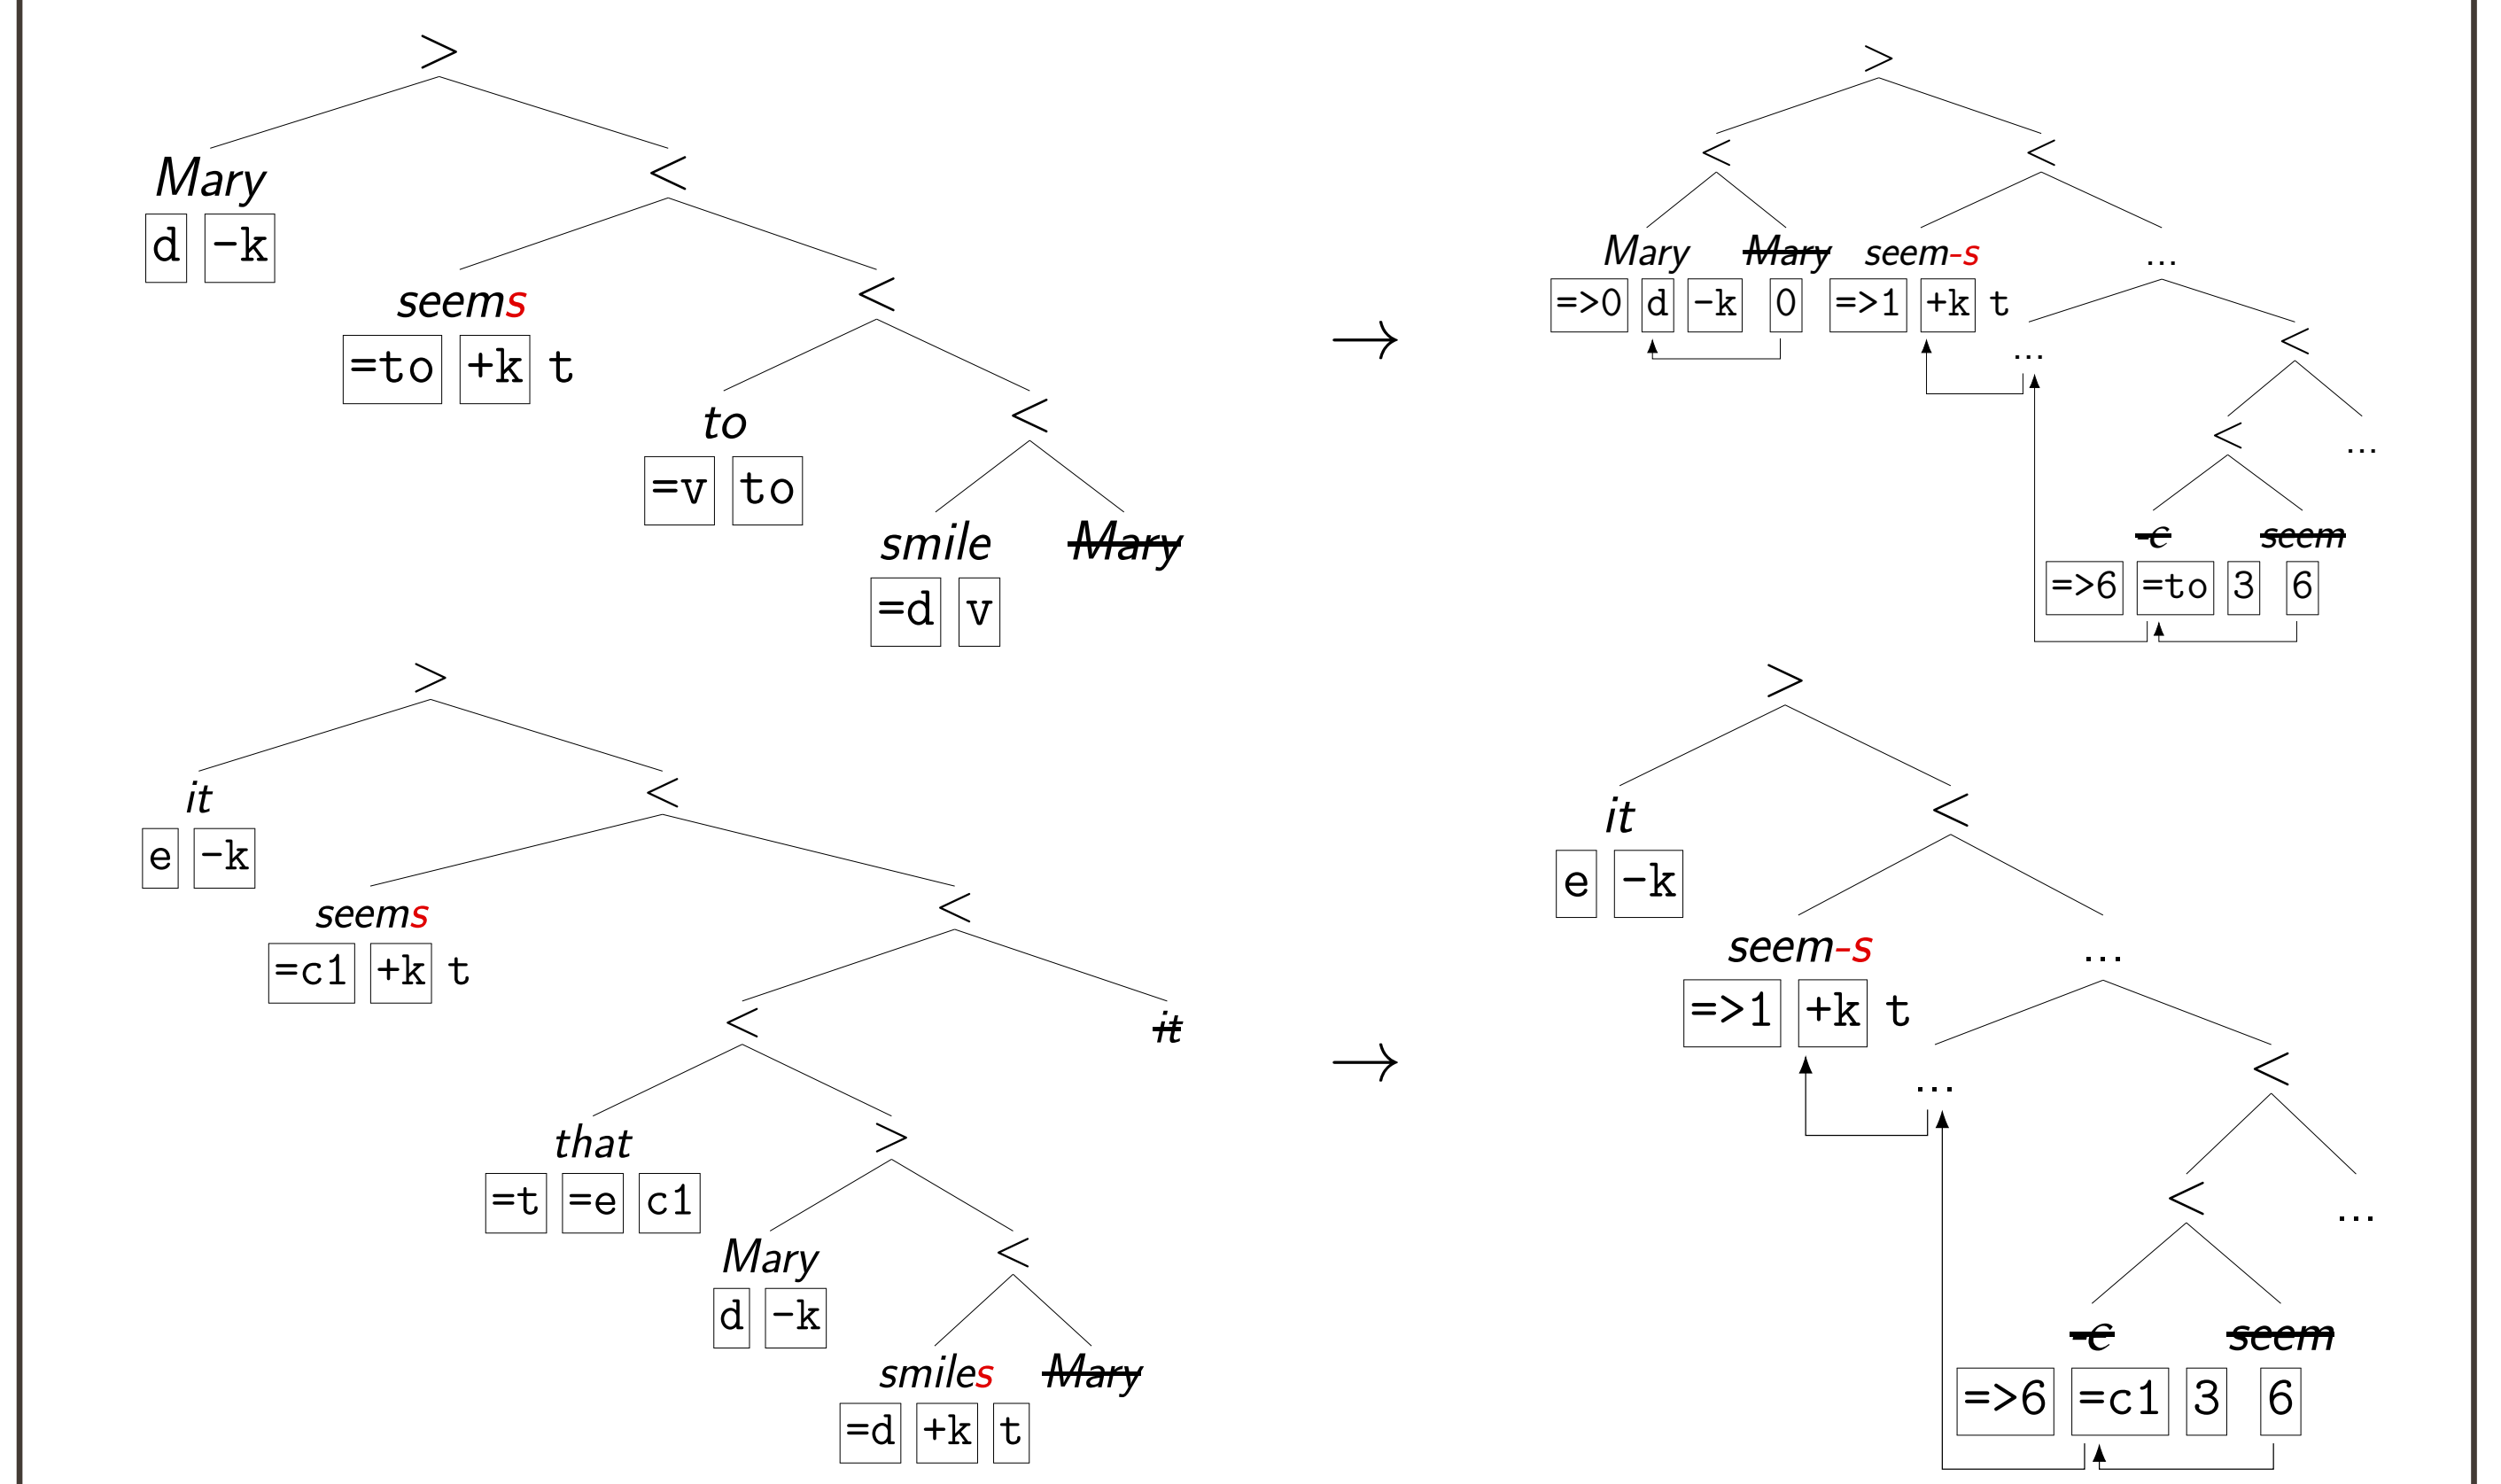 >
Mary
d -k
<
seems
=to +k t
<
to
=v to
<
smile Mary
=d v
→
>
< <
Mary Mary seem-s ...
=>0 d -k 0 =>1 +k t
... <
< ...
-ε seem
=>6 =to 3 6
>
it
e -k
<
seems
=c1 +k t
<
< it
that
=t =e c1
>
Mary
d -k
<
smiles Mary
=d +k t
→
>
it
e -k
<
seem-s ...
=>1 +k t
... <
< ...
-ε seem
=>6 =c1 3 6